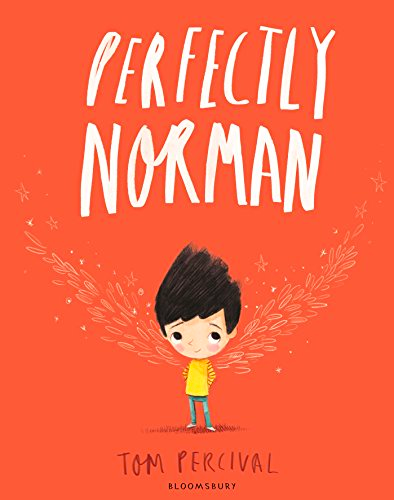 PERFECTLY
NORMAN
TOM PERCIVAL
BLOOMSBURY